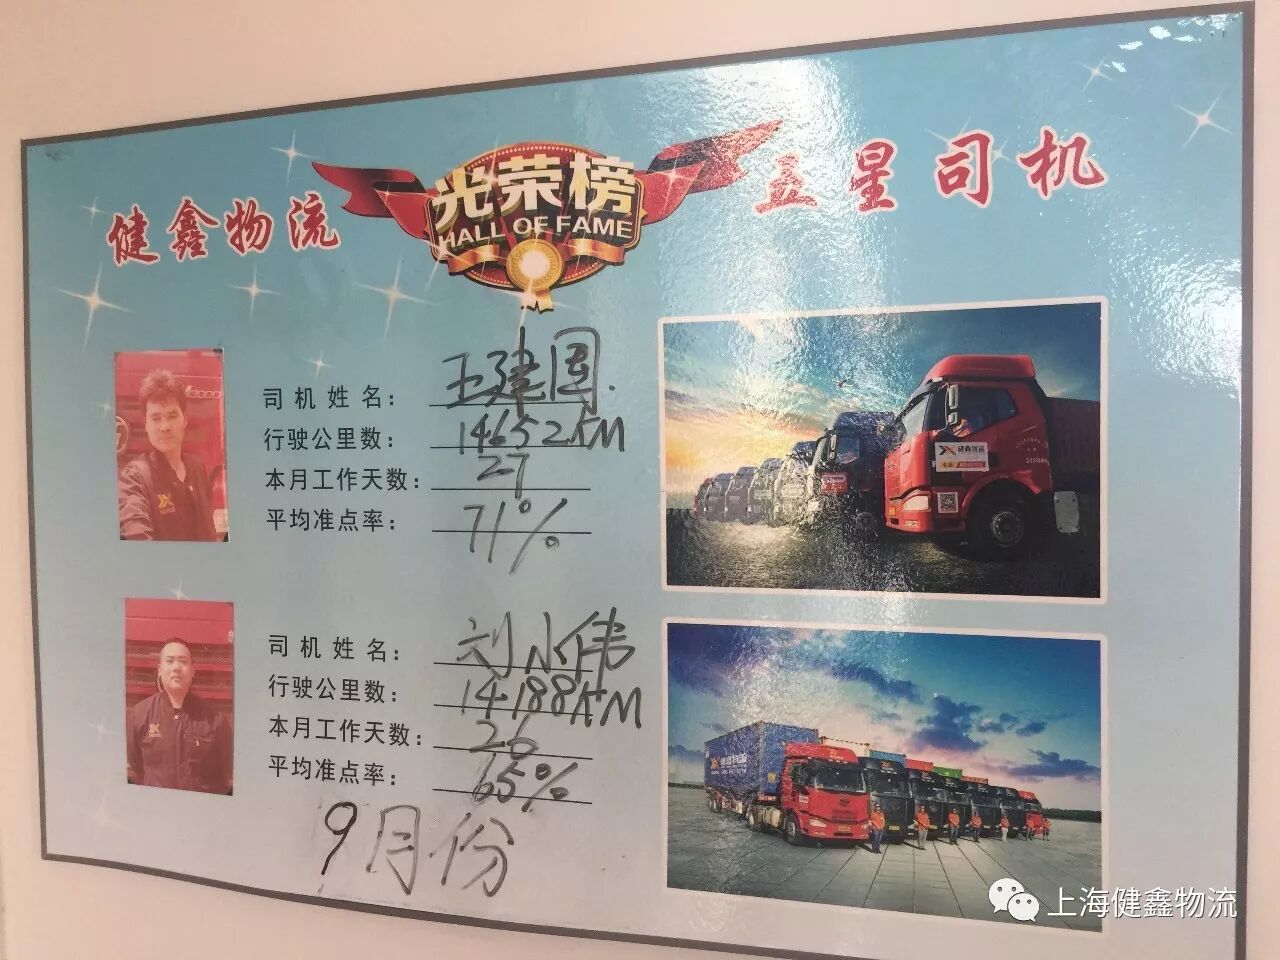 健鑫物流
光荣榜
HALL OF FAME
五星司机
司机姓名：王建国
行驶公里数：14652KM
本月工作天数：27
平均准点率：71%
司机姓名：刘小伟
行驶公里数：14188KM
本月工作天数：26
平均准点率：65%
9月份
上海健鑫物流